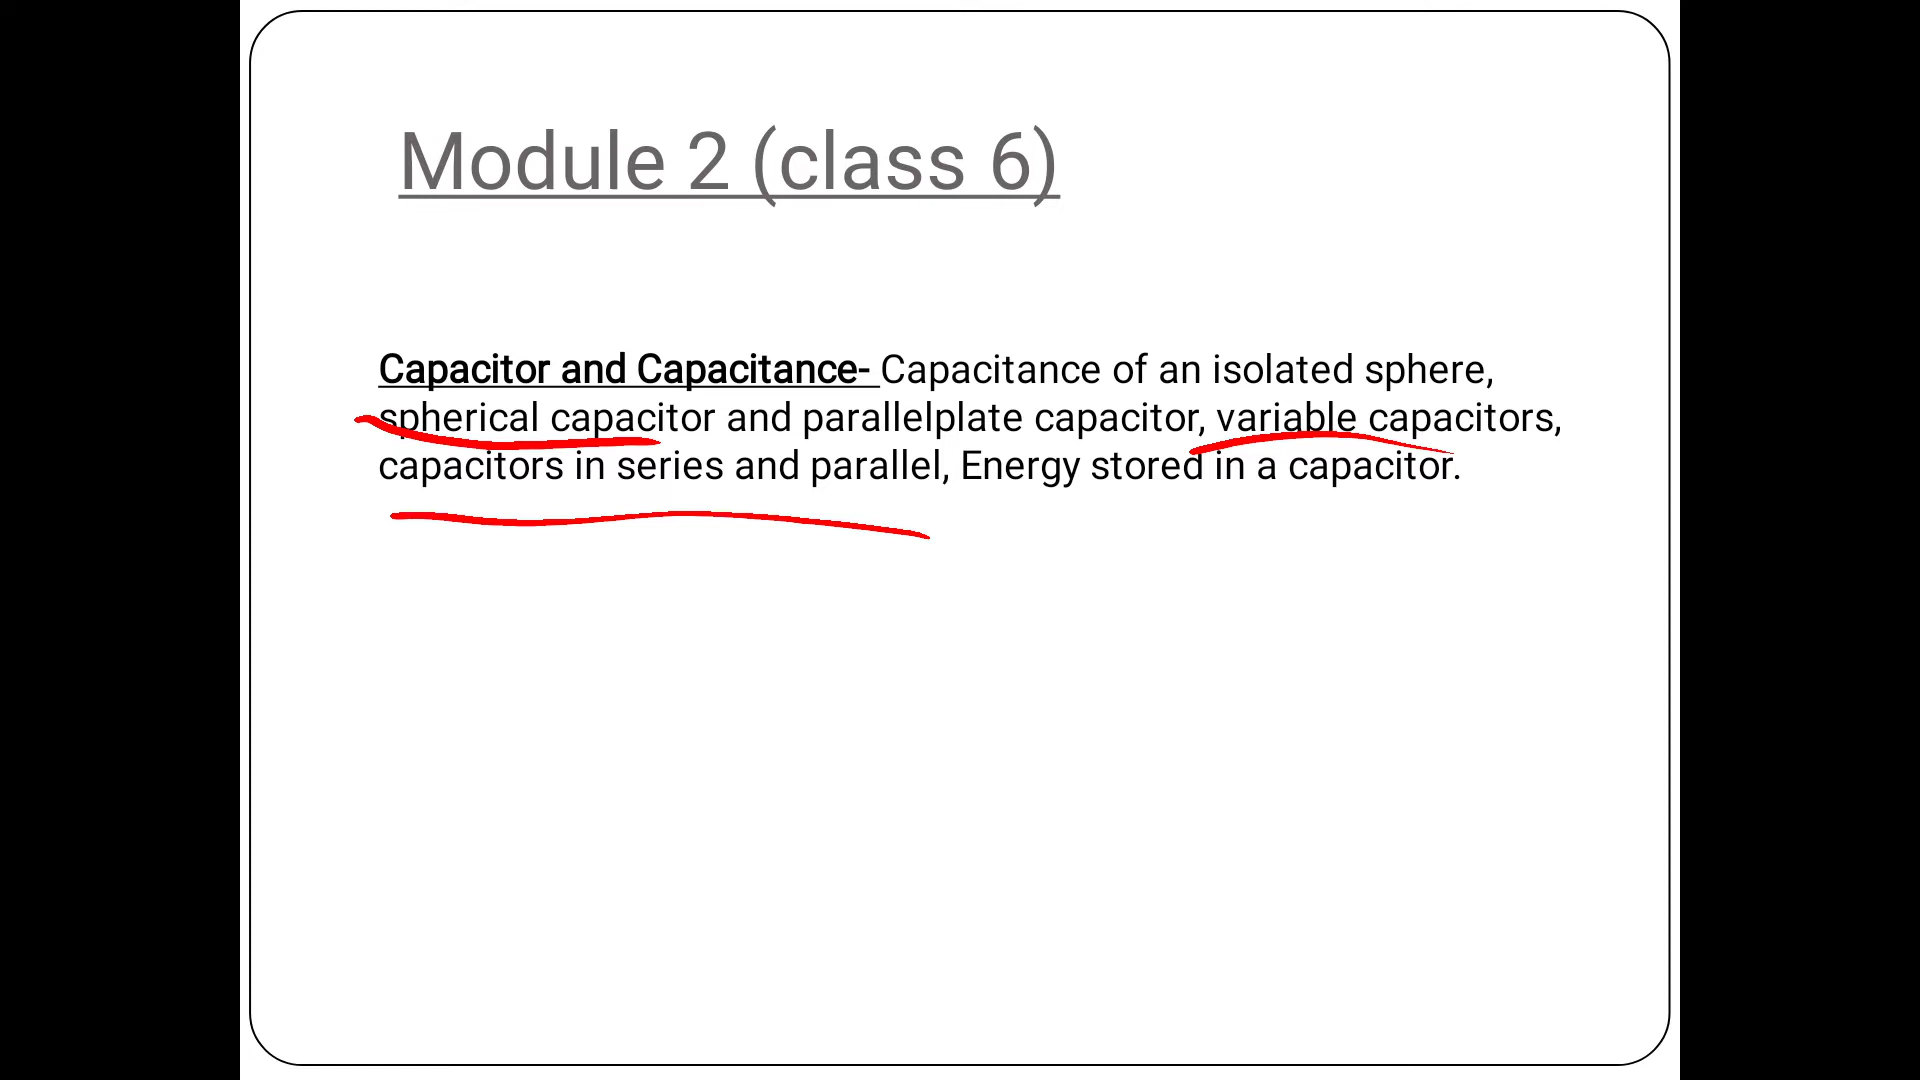 Module 2 (class 6)
Capacitor and Capacitance- Capacitance of an isolated sphere,
spherical capacitor and parallelplate capacitor, variable capacitors,
capacitors in series and parallel, Energy stored in a capacitor.